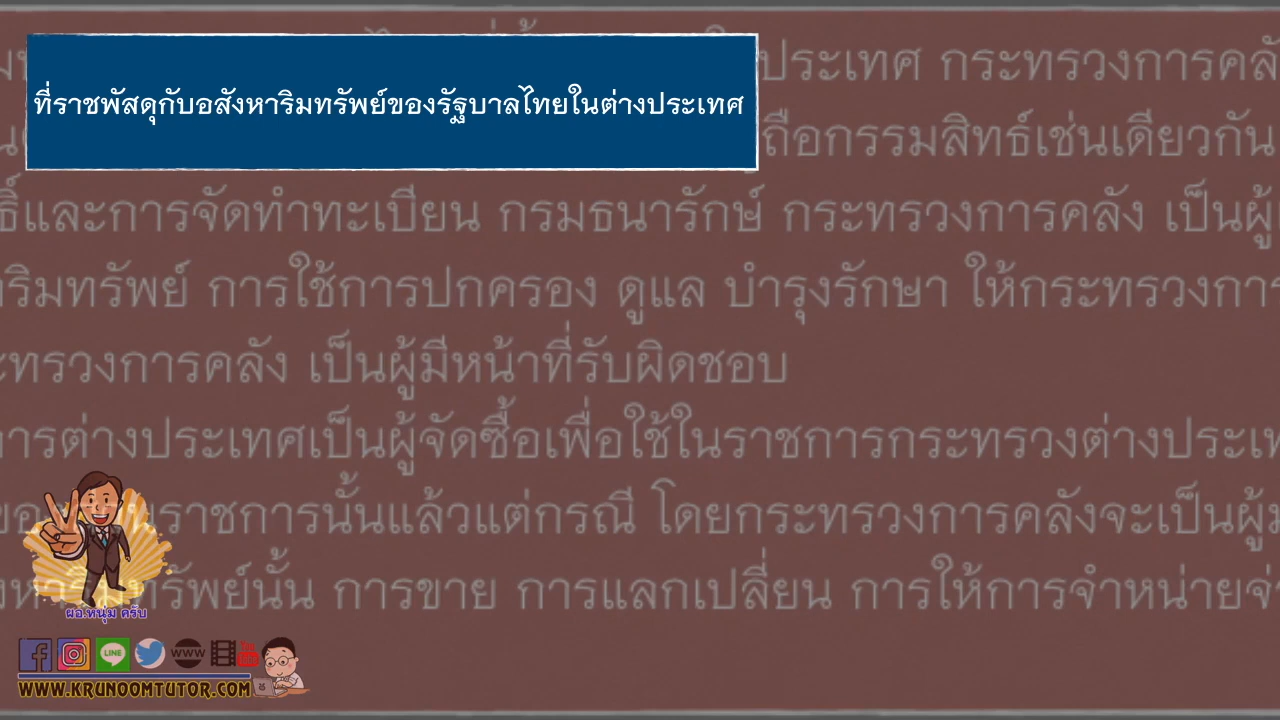 ประเทศ กระทรวงการคลั
ที่ราชพัสดุกับอสังหาริมทรัพย์ของรัฐบาลไทยในต่างประเทศ
ถือกรรมสิทธ์เช่นเดียวกัน
ธิ์และการจัดทำทะเบียน กรมธนารักษ์ กระทรวงการคลัง เป็นผู้
ริมทรัพย์ การใช้การปกครอง ดูแล บำรุงรักษา ให้กระทรวงการ
ะทรวงการคลัง เป็นผู้มีหน้าที่รับผิดชอบ
การต่างประเทศเป็นผู้จัดซื้อเพื่อใช้ในราชการกระทรวงต่างประเท
ราชการนั้นแล้วแต่กรณี โดยกระทรวงการคลังจะเป็นผู้
ทรัพย์นั้น การขาย การแลกเปลี่ยน การให้การจำหน่ายจ่
ผอ.หนุ่ม ครับ
LINE WWW You Tube
WWW.KRUNOOMTUTOR.COM